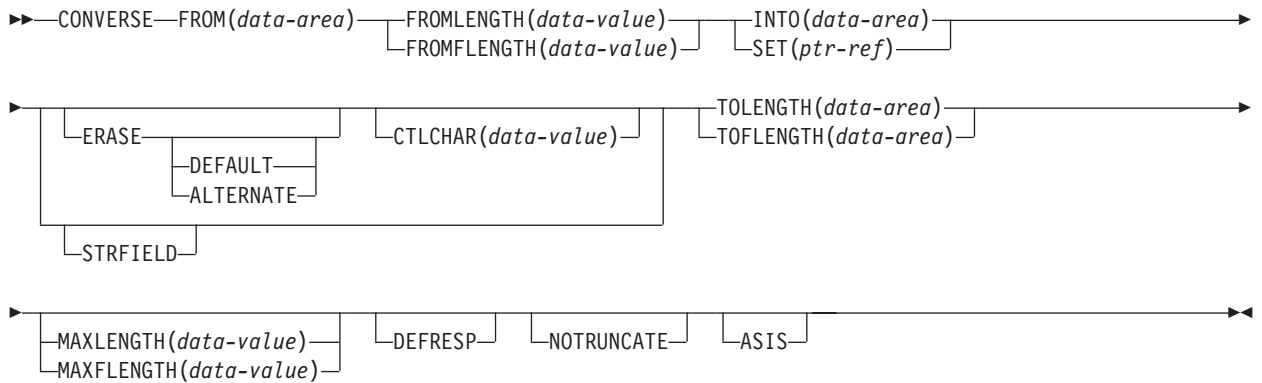 CONVERSE FROM(data-area) FROMLENGTH(data-value) INTO(data-area)
FROMFLENGTH(data-value) SET(ptr-ref)
ERASE CTLCHAR(data-value) TOLENGTH(data-area)
DEFAULT TOFLENGTH(data-area)
ALTERNATE
STRFIELD
MAXLENGTH(data-value) DEFRESP NOTRUNCATE ASIS
MAXFLENGTH(data-value)